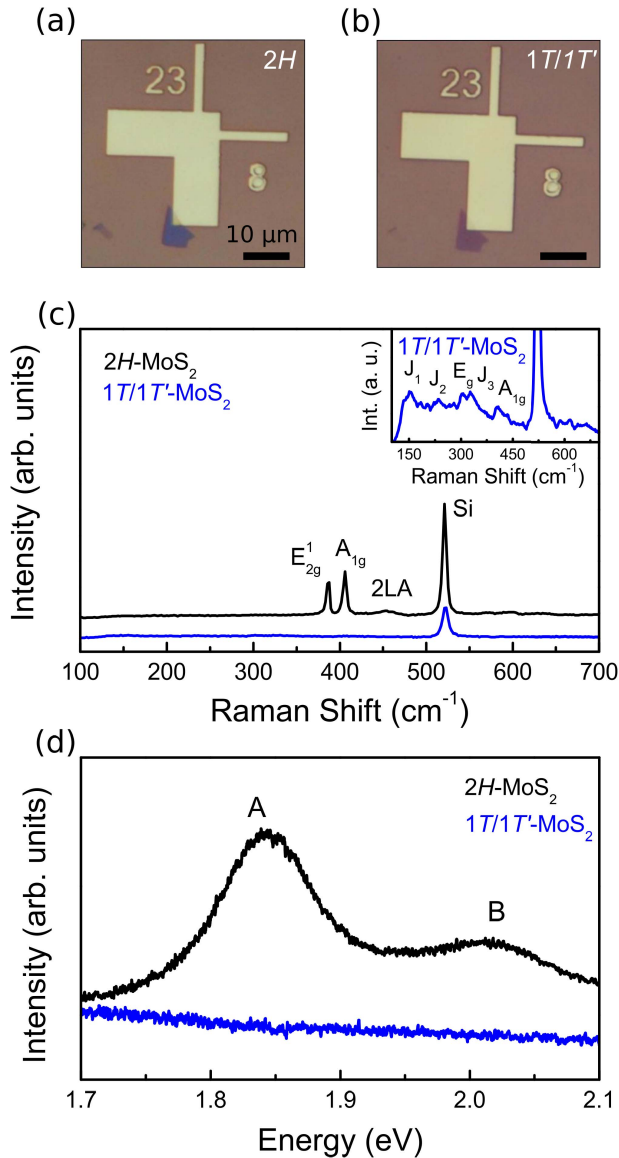 (a)
(b)
23
2H
8
10 μm
23
1T/1T'
8
(c)
Intensity (arb. units)
2H-MoS₂
1T/1T'-MoS₂
E¹₂g
A₁g
2LA
Si
Int. (a. u.)
1T/1T'-MoS₂
J₁
J₂
E_g
J₃
A₁g
150 300 450 600
Raman Shift (cm⁻¹)
100 200 300 400 500 600 700
Raman Shift (cm⁻¹)
(d)
Intensity (arb. units)
2H-MoS₂
1T/1T'-MoS₂
A
B
1.7 1.8 1.9 2.0 2.1
Energy (eV)